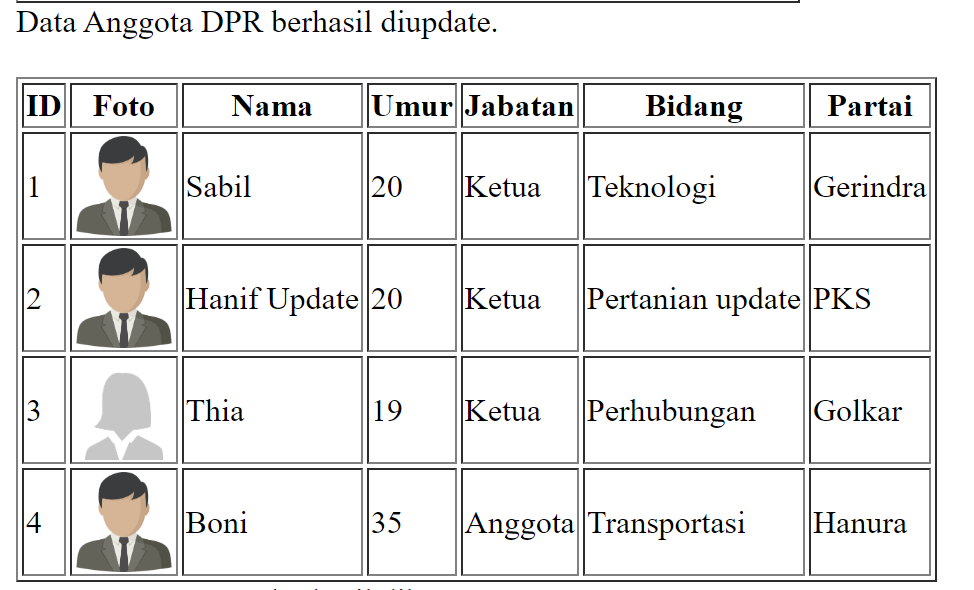 Data Anggota DPR berhasil diupdate.
ID Foto Nama Umur Jabatan Bidang Partai
1 Sabil 20 Ketua Teknologi Gerindra
2 Hanif Update 20 Ketua Pertanian update PKS
3 Thia 19 Ketua Perhubungan Golkar
4 Boni 35 Anggota Transportasi Hanura